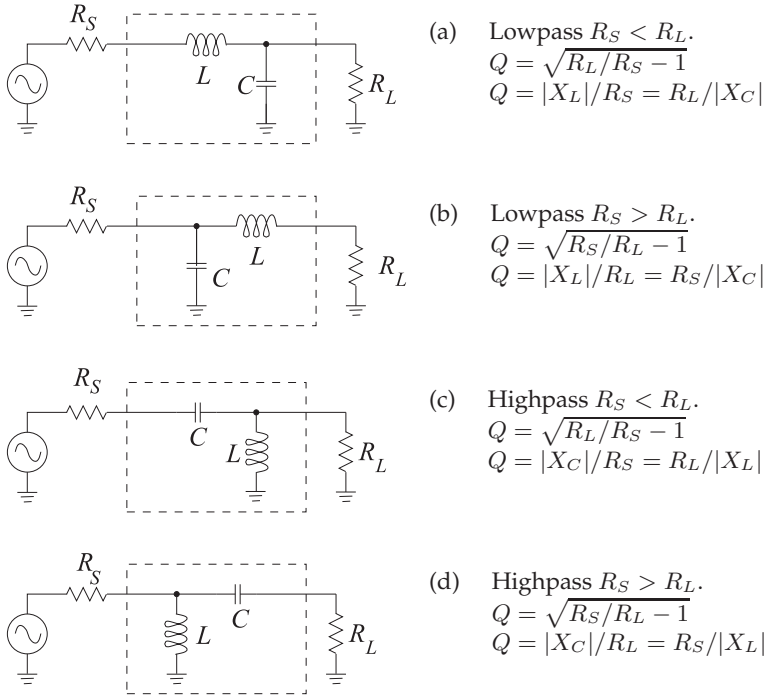 R_S
L
C
R_L
(a) Lowpass R_S < R_L.
Q = √(R_L/R_S − 1)
Q = |X_L|/R_S = R_L/|X_C|
R_S
L
C
R_L
(b) Lowpass R_S > R_L.
Q = √(R_S/R_L − 1)
Q = |X_L|/R_L = R_S/|X_C|
R_S
C
L
R_L
(c) Highpass R_S < R_L.
Q = √(R_L/R_S − 1)
Q = |X_C|/R_S = R_L/|X_L|
R_S
L
C
R_L
(d) Highpass R_S > R_L.
Q = √(R_S/R_L − 1)
Q = |X_C|/R_L = R_S/|X_L|